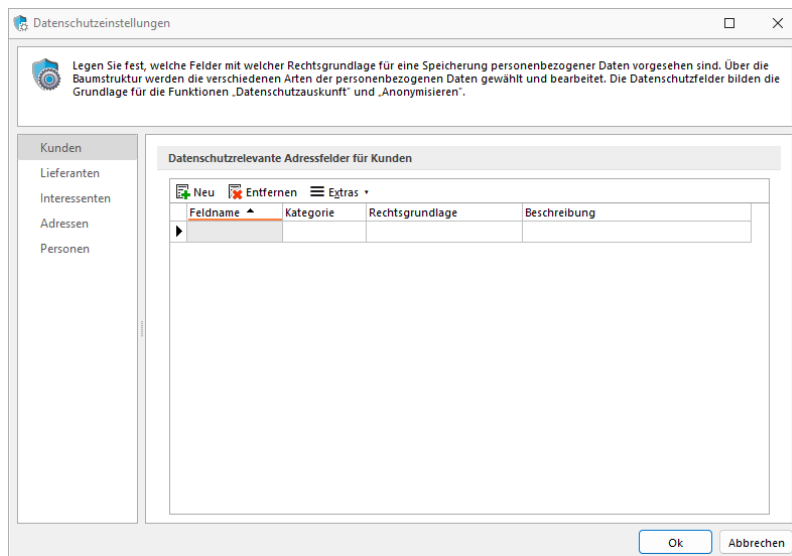 Datenschutzeinstellungen
Legen Sie fest, welche Felder mit welcher Rechtsgrundlage für eine Speicherung personenbezogener Daten vorgesehen sind. Über die
Baumstruktur werden die verschiedenen Arten der personenbezogenen Daten gewählt und bearbeitet. Die Datenschutzfelder bilden die
Grundlage für die Funktionen „Datenschutzauskunft" und „Anonymisieren".
Kunden
Lieferanten
Interessenten
Adressen
Personen
Datenschutzrelevante Adressfelder für Kunden
Neu Entfernen Extras
Feldname Kategorie Rechtsgrundlage Beschreibung
Ok Abbrechen